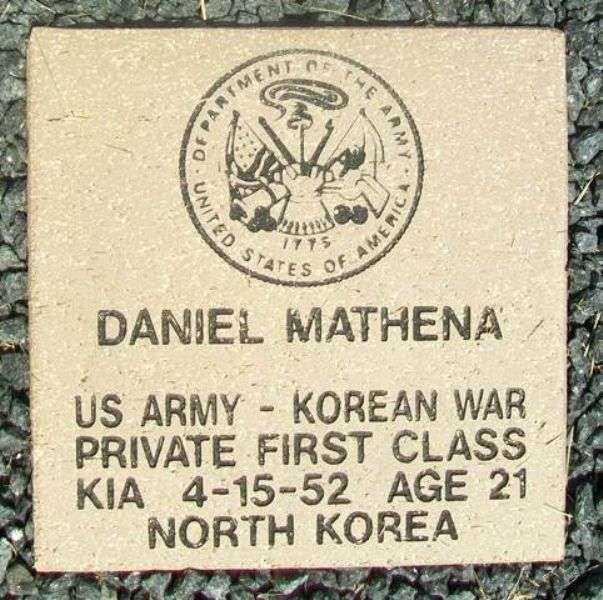 DEPARTMENT OF THE ARMY
UNITED STATES OF AMERICA
1775
DANIEL MATHENA
US ARMY - KOREAN WAR
PRIVATE FIRST CLASS
KIA 4-15-52 AGE 21
NORTH KOREA